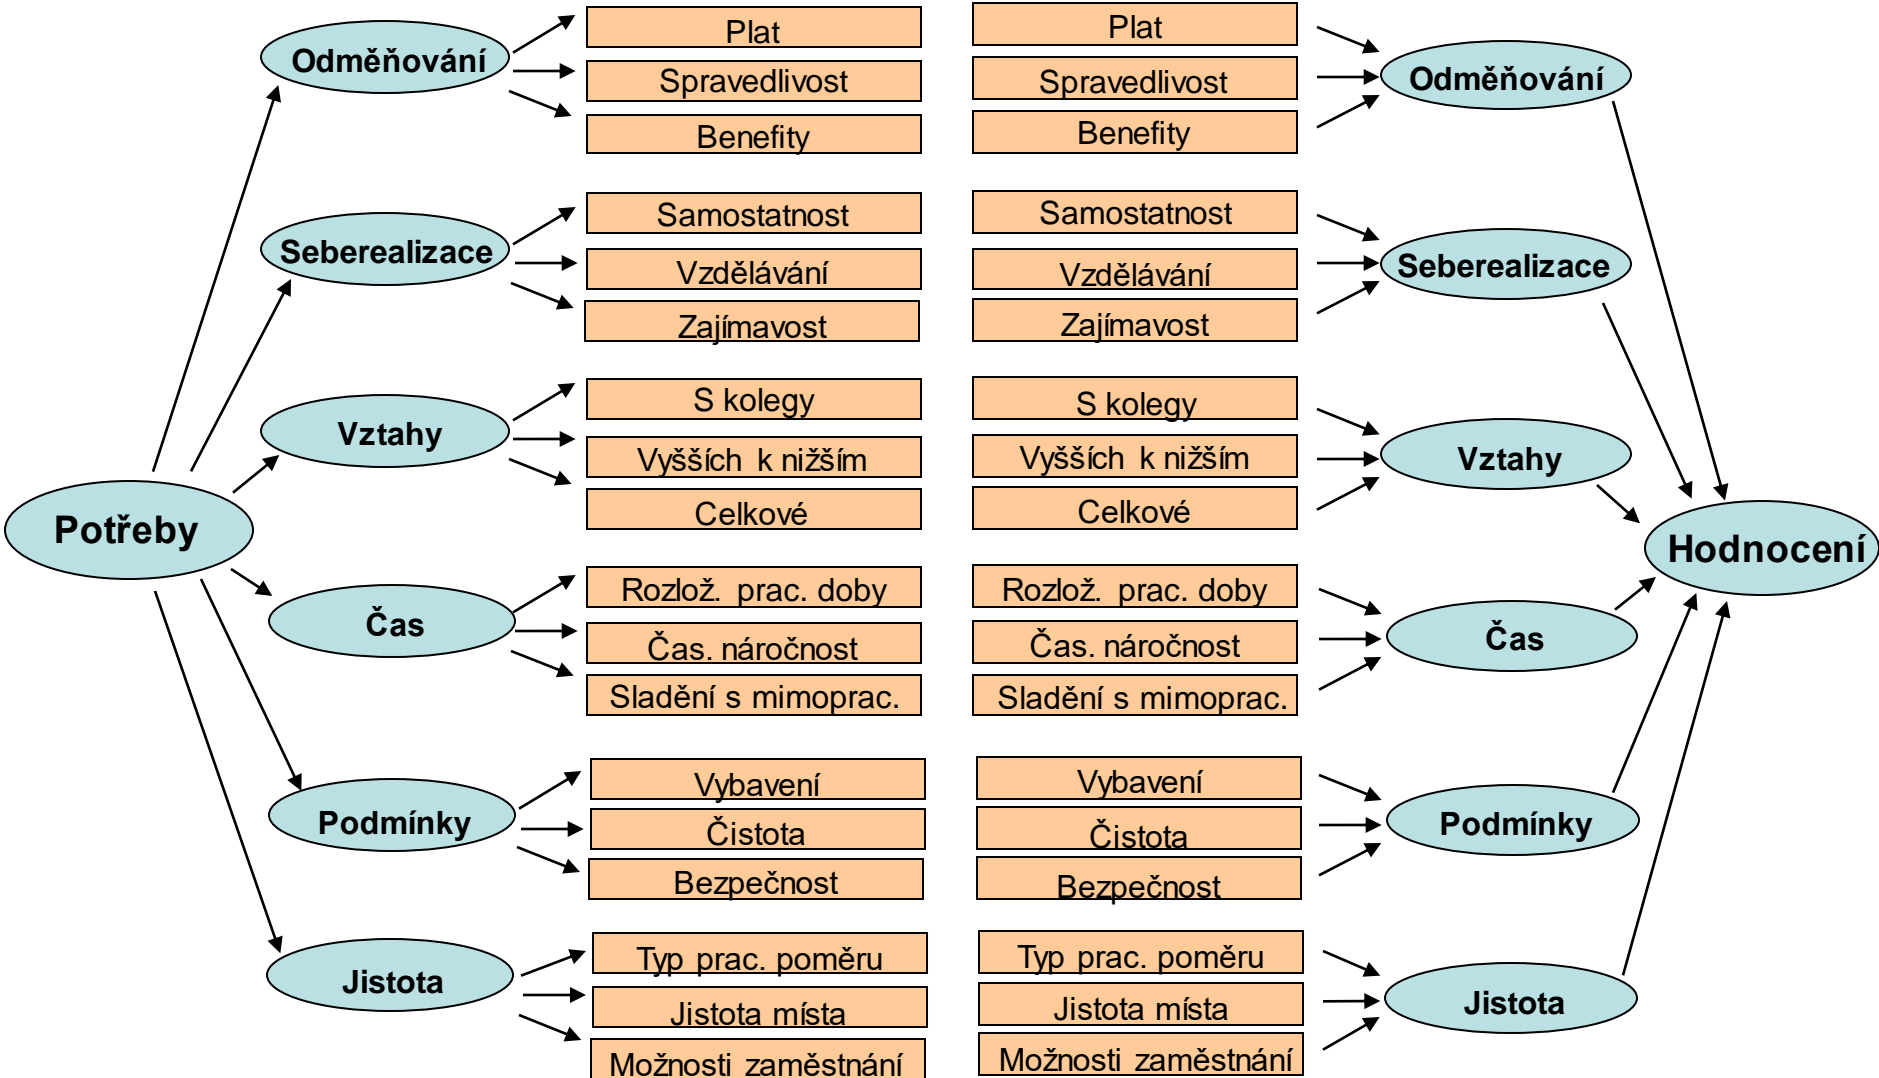 Potřeby
Odměňování
Plat
Spravedlivost
Benefity
Seberealizace
Samostatnost
Vzdělávání
Zajímavost
Vztahy
S kolegy
Vyšších k nižším
Celkové
Čas
Rozlož. prac. doby
Čas. náročnost
Sladění s mimoprac.
Podmínky
Vybavení
Čistota
Bezpečnost
Jistota
Typ prac. poměru
Jistota místa
Možnosti zaměstnání
Plat
Spravedlivost
Benefity
Odměňování
Samostatnost
Vzdělávání
Zajímavost
Seberealizace
S kolegy
Vyšších k nižším
Celkové
Vztahy
Rozlož. prac. doby
Čas. náročnost
Sladění s mimoprac.
Čas
Vybavení
Čistota
Bezpečnost
Podmínky
Typ prac. poměru
Jistota místa
Možnosti zaměstnání
Jistota
Hodnocení